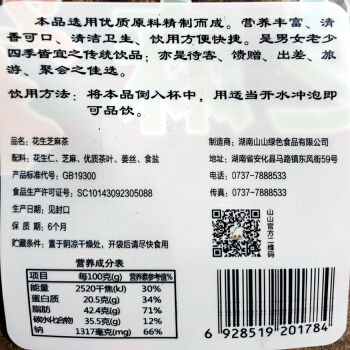 本品选用优质原料精制而成。营养丰富、清
香可口、清洁卫生、饮用方便快捷。是男女老少
四季皆宜之传统饮品；亦是待客、馈赠、出差、旅
游、聚会之佳选。
饮用方法：将本品倒入杯中，用适量开水冲泡即
可品饮。
品名：花生芝麻茶
配料：花生仁、芝麻、优质茶叶、姜丝、食盐
产品标准代号：GB19300
食品生产许可证编号：SC10143092305088
生产日期：见封口
保 质 期：6个月
贮藏条件：置于阴凉干燥处，开袋后请尽快食用
制造商：湖南山山绿色食品有限公司
地址：湖南省安化县马路镇东风街59号
电话：0737-7888533
传真：0737-7888533
山山官方二维码
营养成分表
项目 每100克(g) 营养素参考值%
能量 2520千焦(kJ) 30%
蛋白质 20.5克(g) 34%
脂肪 42.4克(g) 71%
碳水化合物 35.5克(g) 12%
钠 1317毫克(mg) 66%
6 928519 201784